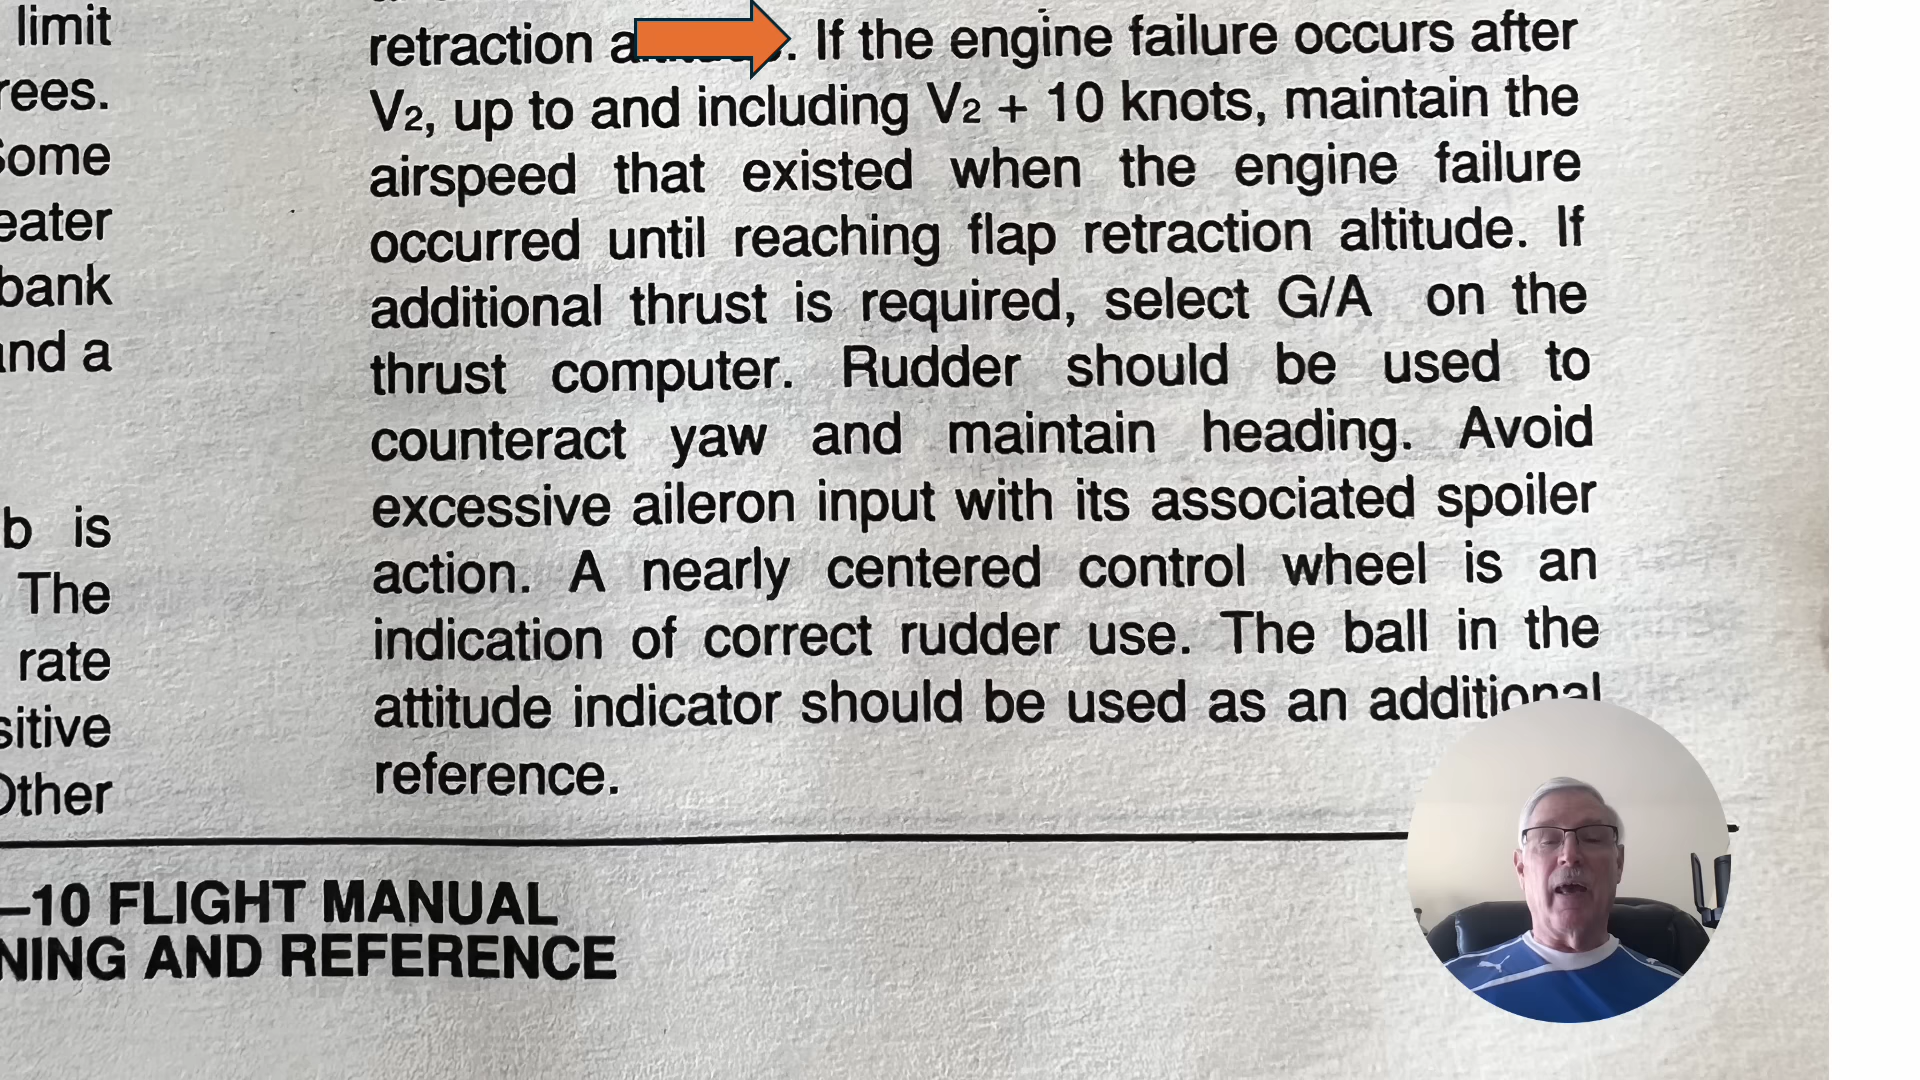 limit
rees.
Some
eater
bank
and a
b is
The
rate
sitive
Other
retraction . If the engine failure occurs after
V2, up to and including V2 + 10 knots, maintain the
airspeed that existed when the engine failure
occurred until reaching flap retraction altitude. If
additional thrust is required, select G/A on the
thrust computer. Rudder should be used to
counteract yaw and maintain heading. Avoid
excessive aileron input with its associated spoiler
action. A nearly centered control wheel is an
indication of correct rudder use. The ball in the
attitude indicator should be used as an additional
reference.
–10 FLIGHT MANUAL
NING AND REFERENCE